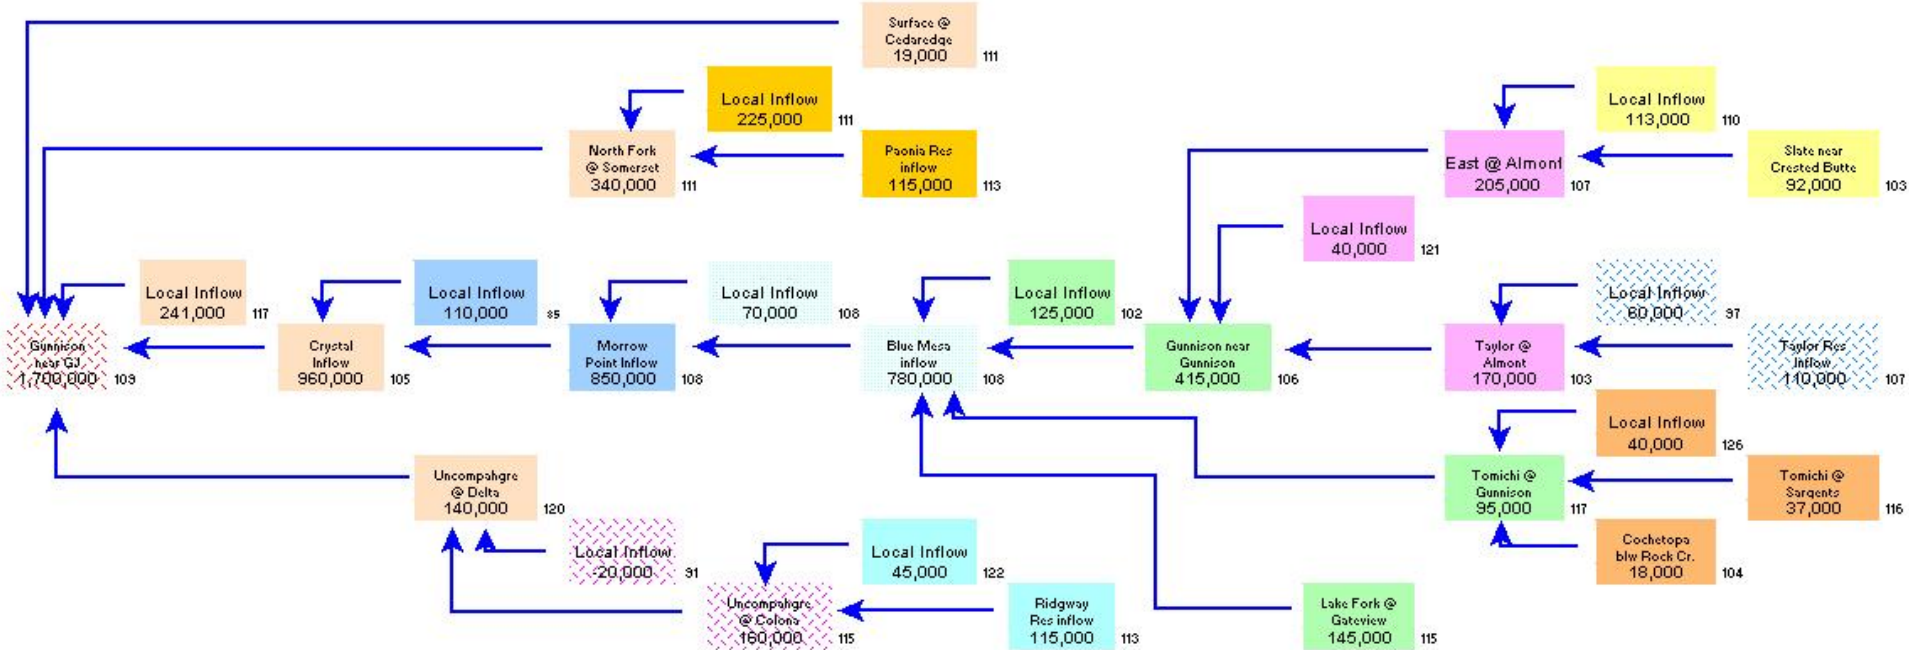 Surface @
Cedaredge
19,000 111
Local Inflow
225,000 111
Local Inflow
113,000 110
North Fork
@ Somerset
340,000 111
Paonia Res
inflow
115,000 113
East @ Almont
205,000 107
Slate near
Crested Butte
92,000 103
Local Inflow
40,000 121
Local Inflow
241,000 117
Local Inflow
110,000 85
Local Inflow
70,000 108
Local Inflow
125,000 102
Local Inflow
60,000 97
Gunnison
near GJ
1,700,000 109
Crystal
Inflow
960,000 105
Morrow
Point Inflow
850,000 108
Blue Mesa
inflow
780,000 108
Gunnison near
Gunnison
415,000 106
Taylor @
Almont
170,000 103
Taylor Res
Inflow
110,000 107
Local Inflow
40,000 126
Uncompahgre
@ Delta
140,000 120
Tomichi @
Gunnison
95,000 117
Tomichi @
Sargents
37,000 116
Local Inflow
-20,000 91
Local Inflow
45,000 122
Cochetopa
blw Rock Cr.
18,000 104
Uncompahgre
@ Colona
160,000 115
Ridgway
Res inflow
115,000 113
Lake Fork @
Gateview
145,000 115